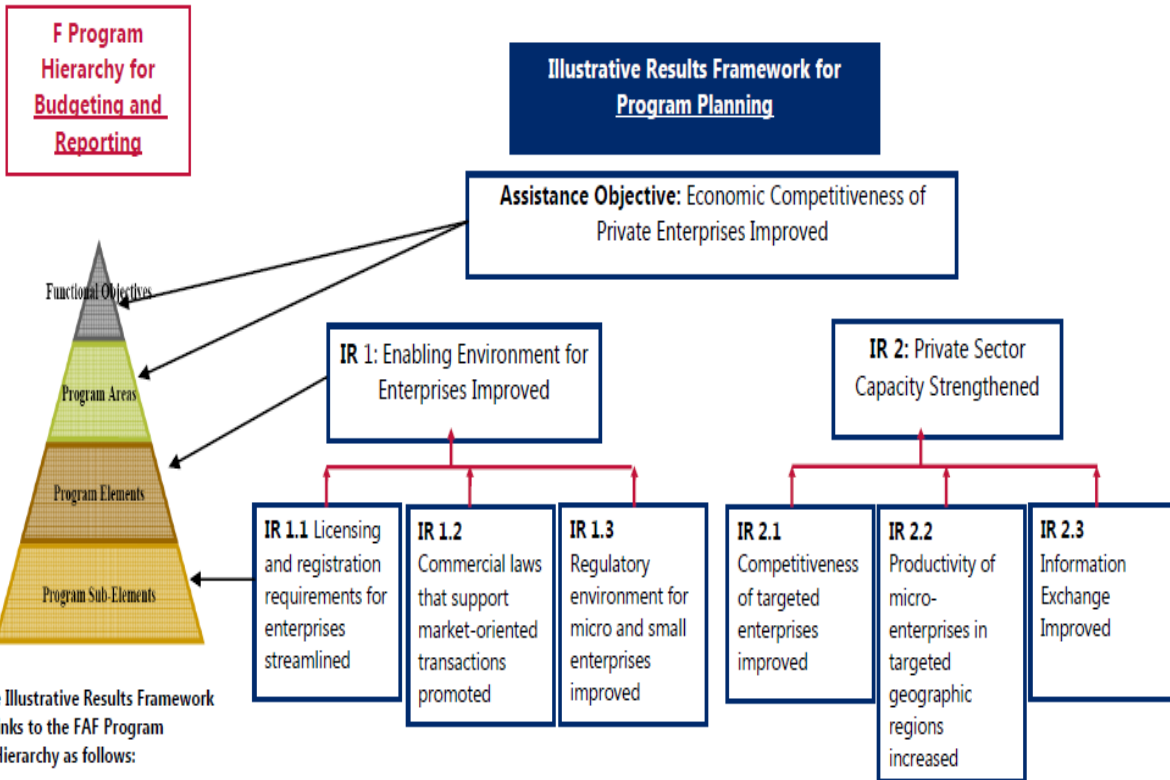 F Program
Hierarchy for
Budgeting and
Reporting
Illustrative Results Framework for
Program Planning
Assistance Objective: Economic Competitiveness of
Private Enterprises Improved
Functional Objectives
Program Areas
Program Elements
Program Sub-Elements
IR 1: Enabling Environment for
Enterprises Improved
IR 2: Private Sector
Capacity Strengthened
IR 1.1 Licensing
and registration
requirements for
enterprises
streamlined
IR 1.2
Commercial laws
that support
market-oriented
transactions
promoted
IR 1.3
Regulatory
environment for
micro and small
enterprises
improved
IR 2.1
Competitiveness
of targeted
enterprises
improved
IR 2.2
Productivity of
micro-
enterprises in
targeted
geographic
regions
increased
IR 2.3
Information
Exchange
Improved
Illustrative Results Framework
to the FAF Program
as follows: